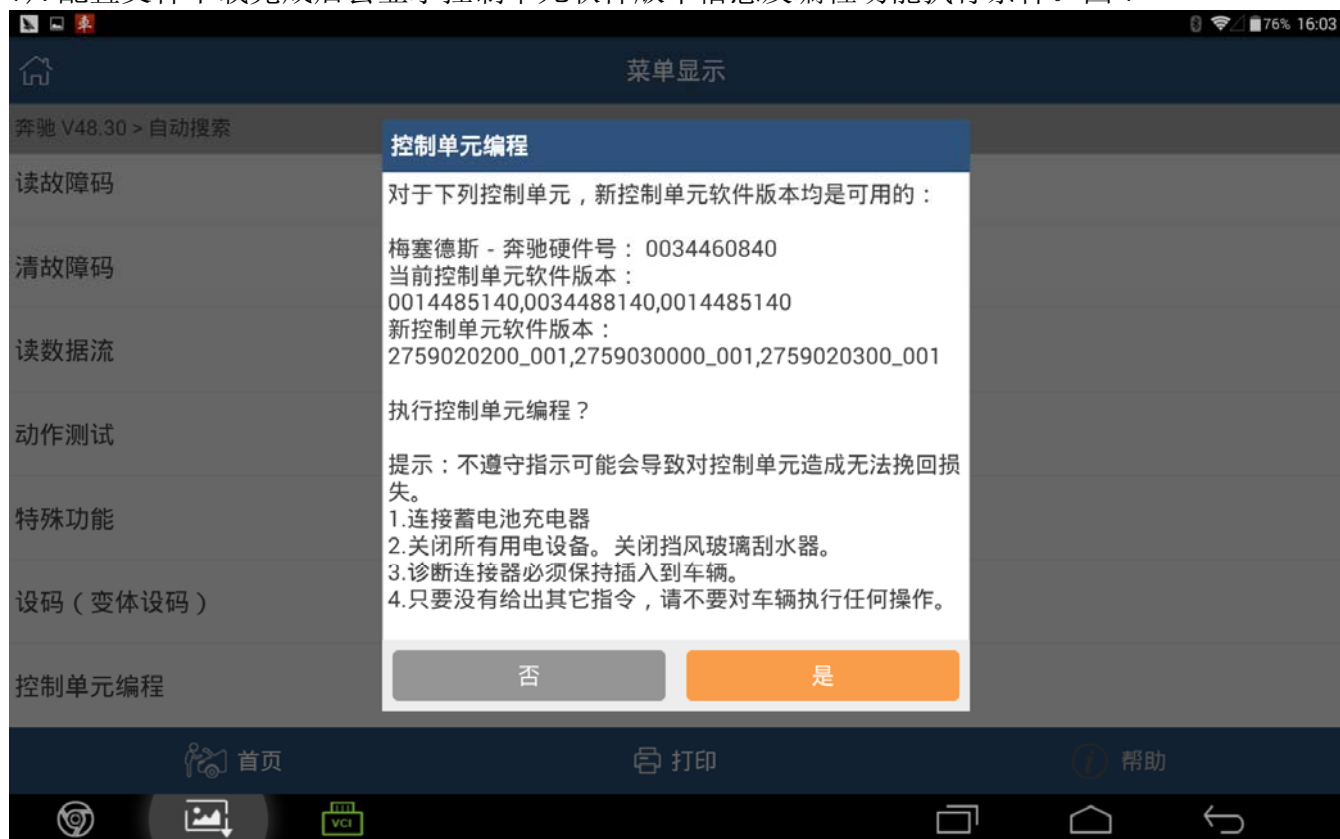 76% 16:03
菜单显示
奔驰 V48.30 > 自动搜索
读故障码
清故障码
读数据流
动作测试
特殊功能
设码（变体设码）
控制单元编程
控制单元编程
对于下列控制单元，新控制单元软件版本均是可用的：
梅塞德斯 - 奔驰硬件号： 0034460840
当前控制单元软件版本：
0014485140,0034488140,0014485140
新控制单元软件版本：
2759020200_001,2759030000_001,2759020300_001
执行控制单元编程？
提示：不遵守指示可能会导致对控制单元造成无法挽回损
失。
1.连接蓄电池充电器
2.关闭所有用电设备。关闭挡风玻璃刮水器。
3.诊断连接器必须保持插入到车辆。
4.只要没有给出其它指令，请不要对车辆执行任何操作。
否
是
首页
打印
帮助
VCI